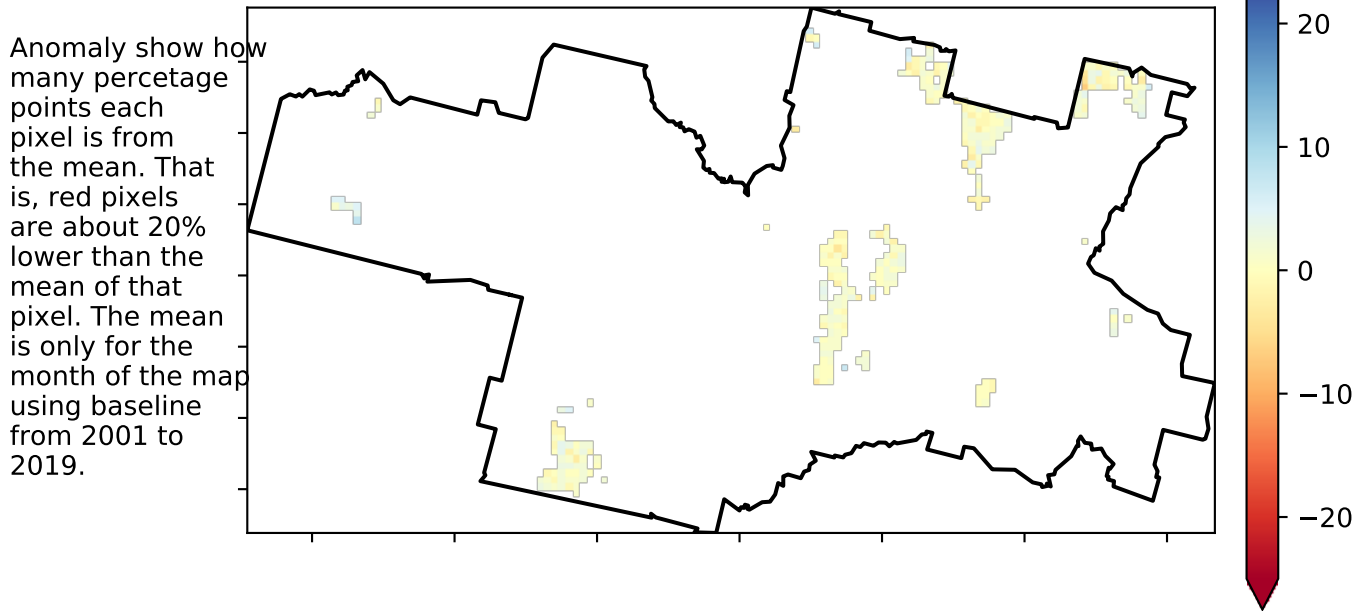 Anomaly show how
many percetage
points each
pixel is from
the mean. That
is, red pixels
are about 20%
lower than the
mean of that
pixel. The mean
is only for the
month of the map
using baseline
from 2001 to
2019.
20
10
0
−10
−20